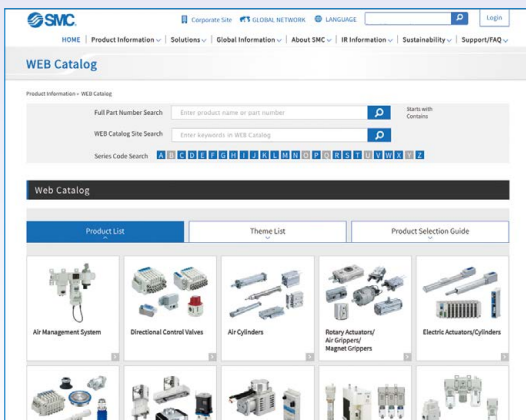 SMC
Corporate Site GLOBAL NETWORK LANGUAGE Login
HOME Product Information Solutions Global Information About SMC IR Information Sustainability Support/FAQ
WEB Catalog
Product Information > WEB Catalog
Full Part Number Search Enter product name or part number Starts with
Contains
WEB Catalog Site Search Enter keywords in WEB Catalog
Series Code Search A B C D E F G H I J K L M N O P Q R S T U V W X Y Z
Web Catalog
Product List Theme List Product Selection Guide
Air Management System Directional Control Valves Air Cylinders Rotary Actuators/ Electric Actuators/Cylinders
Air Grippers/
Magnet Grippers